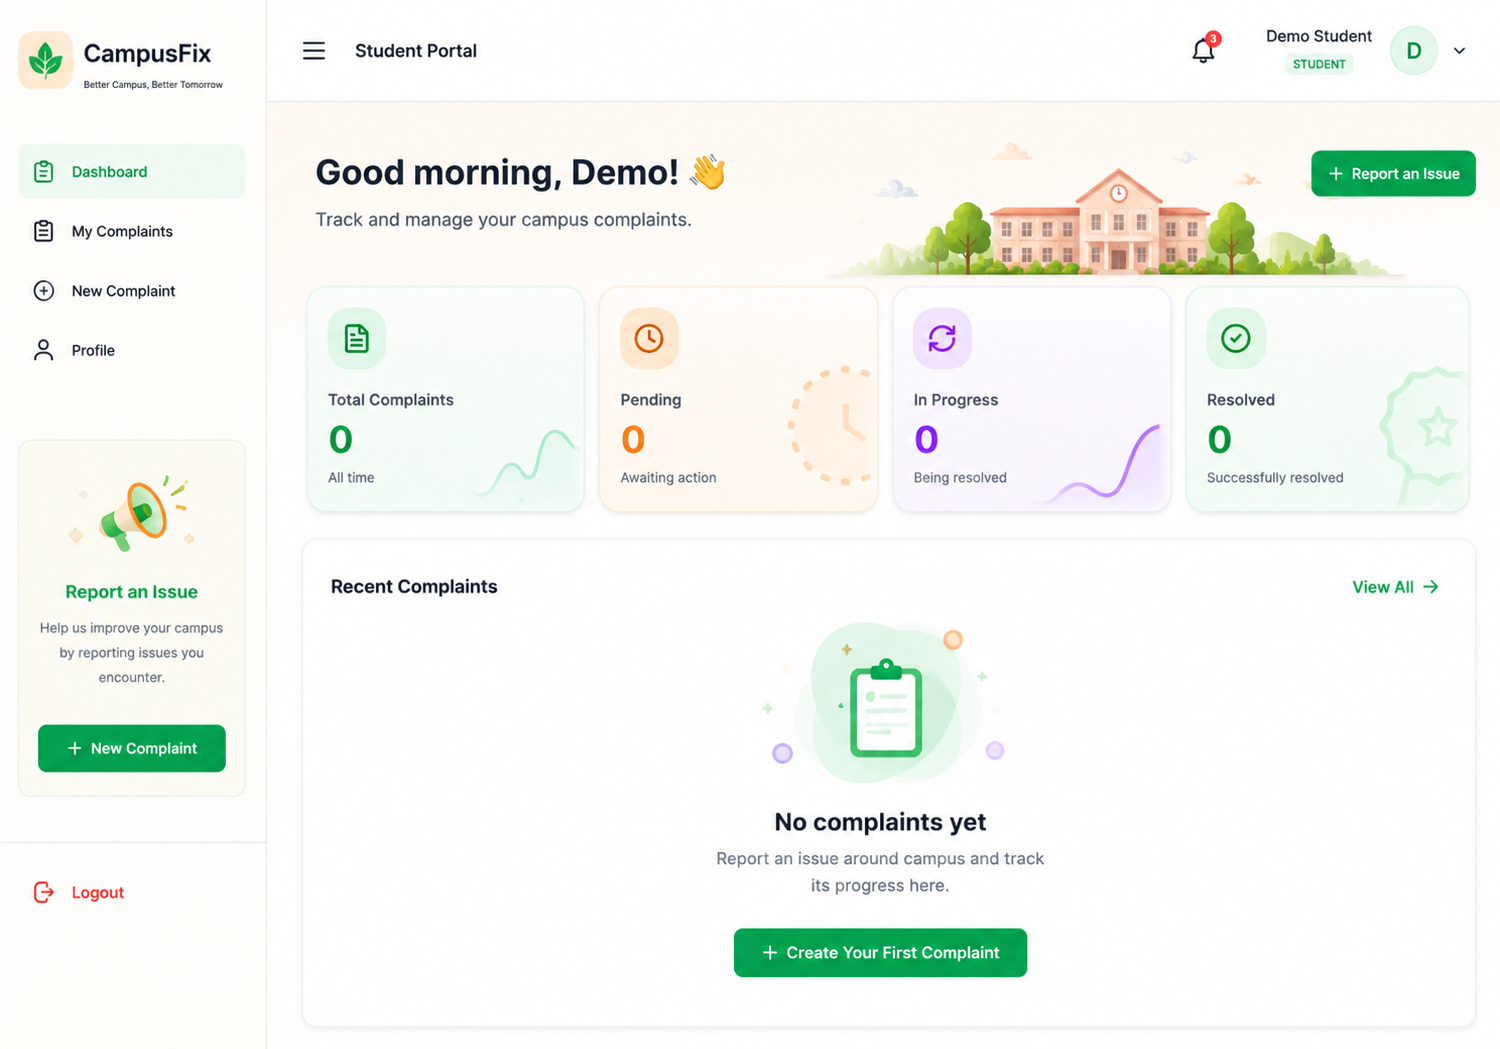 CampusFix
Better Campus, Better Tomorrow
Dashboard
My Complaints
New Complaint
Profile
Report an Issue
Help us improve your campus
by reporting issues you
encounter.
+ New Complaint
Logout
Student Portal
3
Demo Student
STUDENT
D
Good morning, Demo! 👋
Track and manage your campus complaints.
+ Report an Issue
Total Complaints
0
All time
Pending
0
Awaiting action
In Progress
0
Being resolved
Resolved
0
Successfully resolved
Recent Complaints
View All →
No complaints yet
Report an issue around campus and track
its progress here.
+ Create Your First Complaint